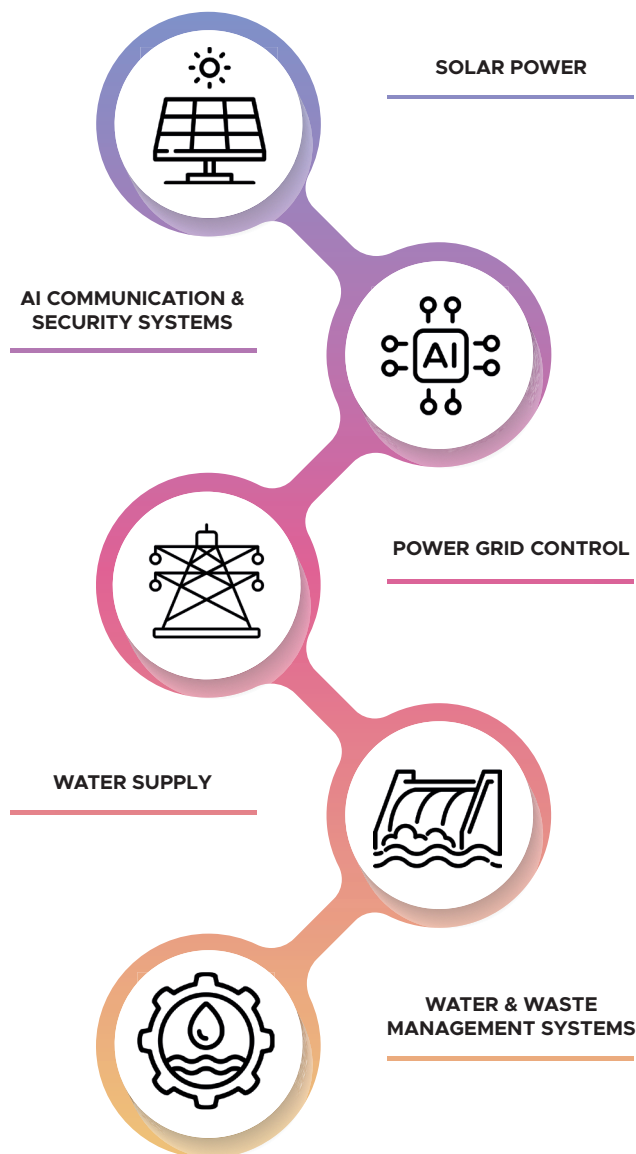 SOLAR POWER
AI COMMUNICATION &
SECURITY SYSTEMS
AI
POWER GRID CONTROL
WATER SUPPLY
WATER & WASTE
MANAGEMENT SYSTEMS